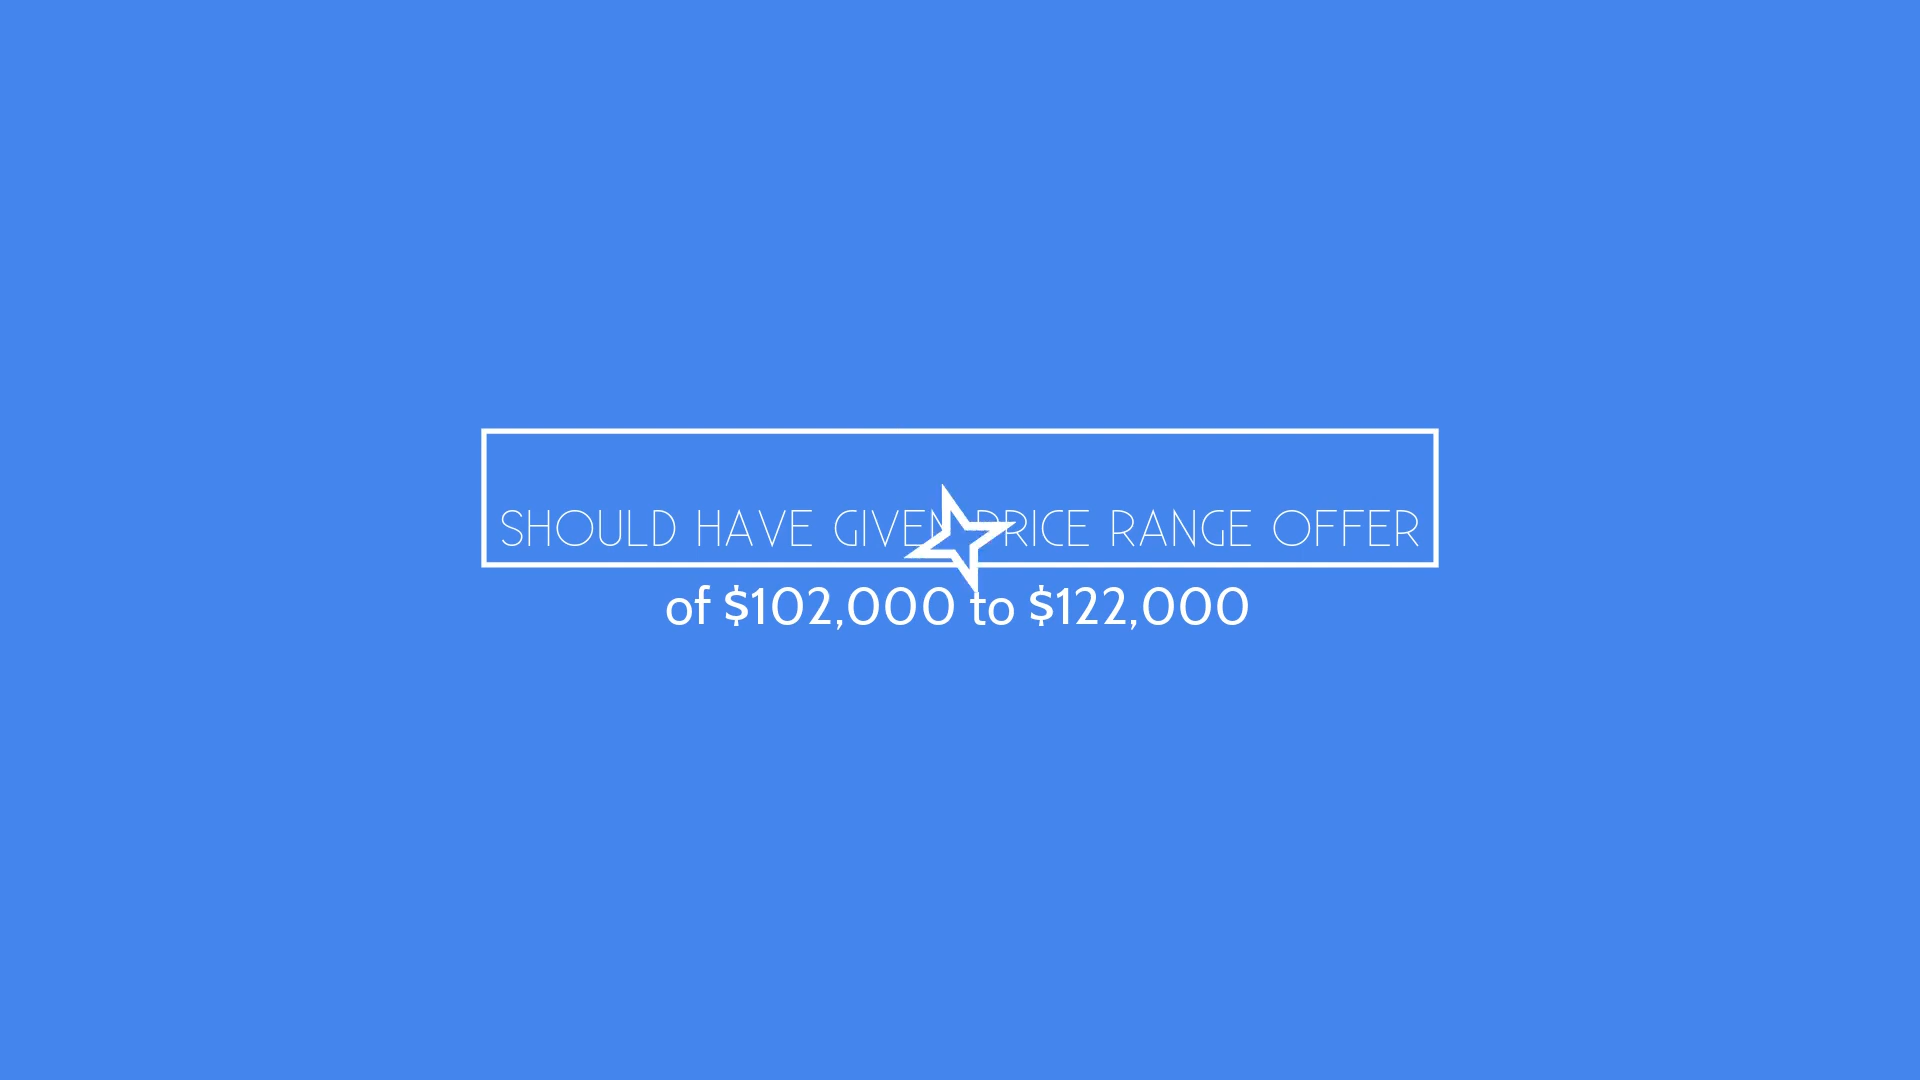 SHOULD HAVE GIVEN PRICE RANGE OFFER
of $102,000 to $122,000